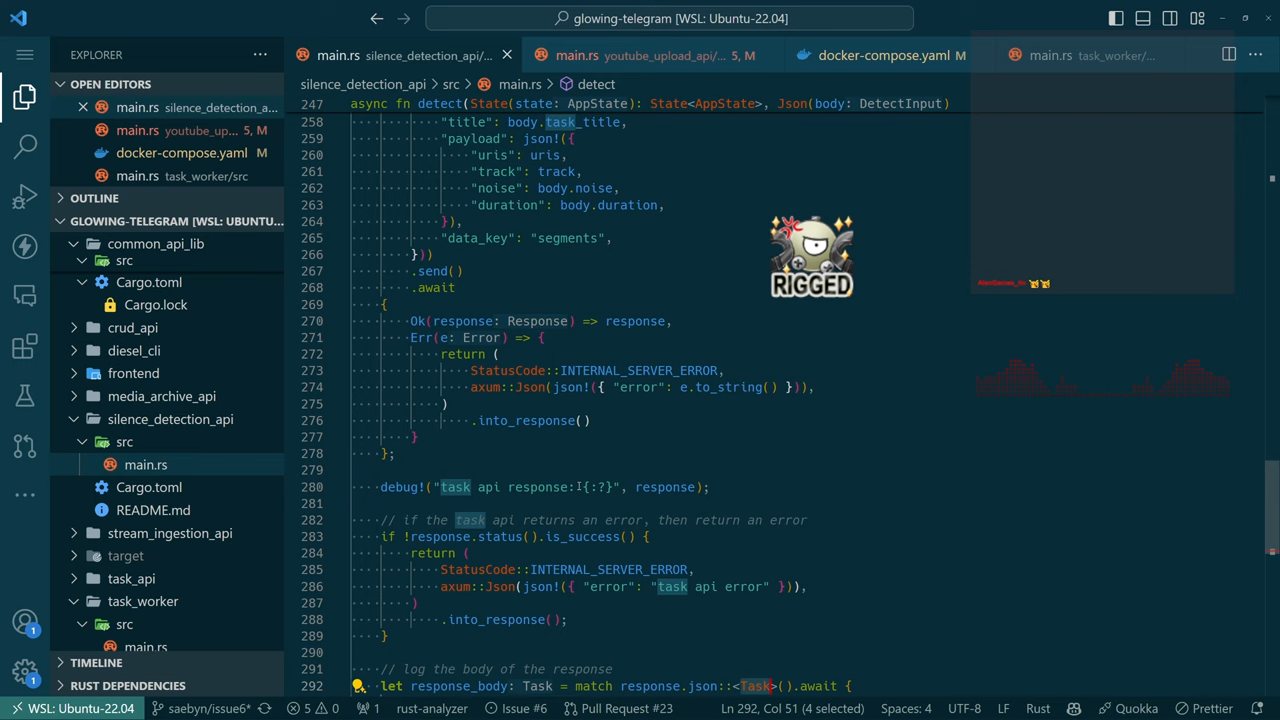 glowing-telegram [WSL: Ubuntu-22.04]
EXPLORER
OPEN EDITORS
main.rs silence_detection_a...
main.rs youtube_up... 5, M
docker-compose.yaml M
main.rs task_worker/src
OUTLINE
GLOWING-TELEGRAM [WSL: UBUNTU...
common_api_lib
src
Cargo.toml
Cargo.lock
crud_api
diesel_cli
frontend
media_archive_api
silence_detection_api
src
main.rs
Cargo.toml
README.md
stream_ingestion_api
target
task_api
task_worker
src
main.rs
TIMELINE
RUST DEPENDENCIES
main.rs silence_detection_api/...
main.rs youtube_upload_api/... 5, M
docker-compose.yaml M
main.rs task_worker/...
silence_detection_api > src > main.rs > detect
247 async fn detect(State(state: AppState): State<AppState>, Json(body: DetectInput)
258 "title": body.task_title,
259 "payload": json!({
260 "uris": uris,
261 "track": track,
262 "noise": body.noise,
263 "duration": body.duration,
264 }),
265 "data_key": "segments",
266 }))
267 .send()
268 .await
269 {
270 Ok(response: Response) => response,
271 Err(e: Error) => {
272 return (
273 StatusCode::INTERNAL_SERVER_ERROR,
274 axum::Json(json!({ "error": e.to_string() })),
275 )
276 .into_response()
277 }
278 };
279
280 debug!("task api response: {:?}", response);
281
282 // if the task api returns an error, then return an error
283 if !response.status().is_success() {
284 return (
285 StatusCode::INTERNAL_SERVER_ERROR,
286 axum::Json(json!({ "error": "task api error" })),
287 )
288 .into_response();
289 }
290
291 // log the body of the response
292 let response_body: Task = match response.json::<Task>().await {
RIGGED
1
1
WSL: Ubuntu-22.04 saebyn/issue6* 5 0 1 rust-analyzer Issue #6 Pull Request #23 Ln 292, Col 51 (4 selected) Spaces: 4 UTF-8 LF Rust Quokka Prettier